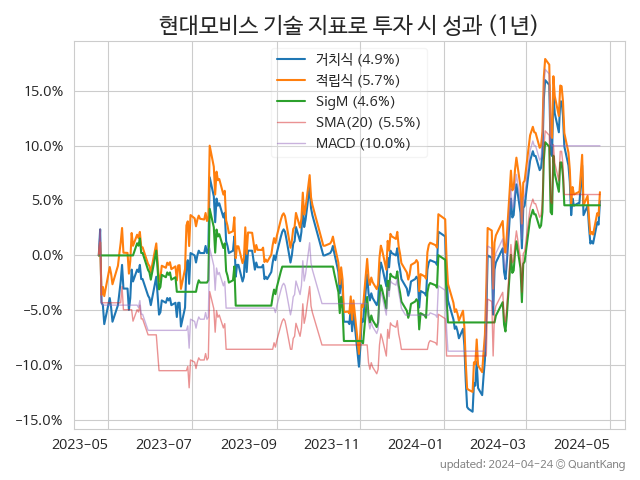 현대모비스 기술 지표로 투자 시 성과 (1년)
거치식 (4.9%)
적립식 (5.7%)
SigM (4.6%)
SMA(20) (5.5%)
MACD (10.0%)
15.0%
10.0%
5.0%
0.0%
−5.0%
−10.0%
−15.0%
2023-05 2023-07 2023-09 2023-11 2024-01 2024-03 2024-05
updated: 2024-04-24 © QuantKang